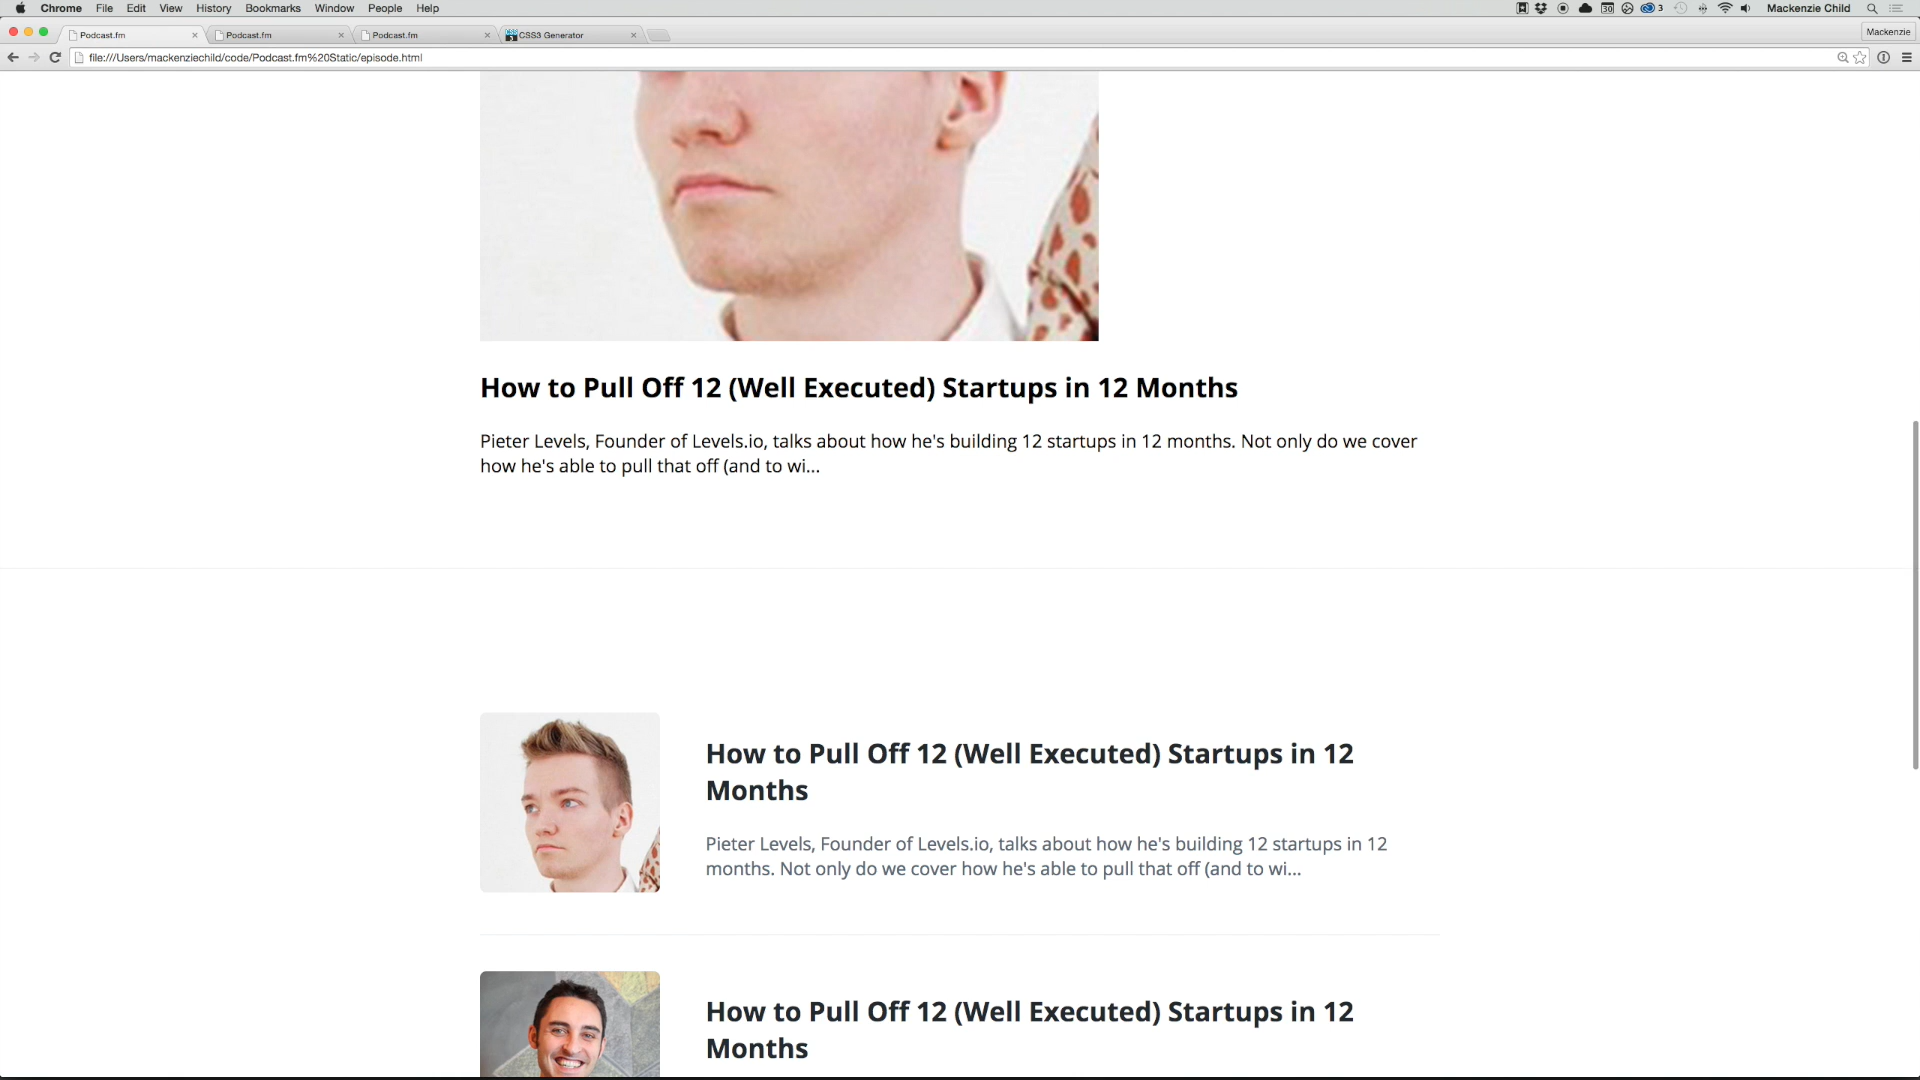 Chrome File Edit View History Bookmarks Window People Help 30 3 Mackenzie Child
Podcast.fm Podcast.fm Podcast.fm CSS3 Generator Mackenzie
file:///Users/mackenziechild/code/Podcast.fm%20Static/episode.html
How to Pull Off 12 (Well Executed) Startups in 12 Months
Pieter Levels, Founder of Levels.io, talks about how he's building 12 startups in 12 months. Not only do we cover
how he's able to pull that off (and to wi...
How to Pull Off 12 (Well Executed) Startups in 12
Months
Pieter Levels, Founder of Levels.io, talks about how he's building 12 startups in 12
months. Not only do we cover how he's able to pull that off (and to wi...
How to Pull Off 12 (Well Executed) Startups in 12
Months